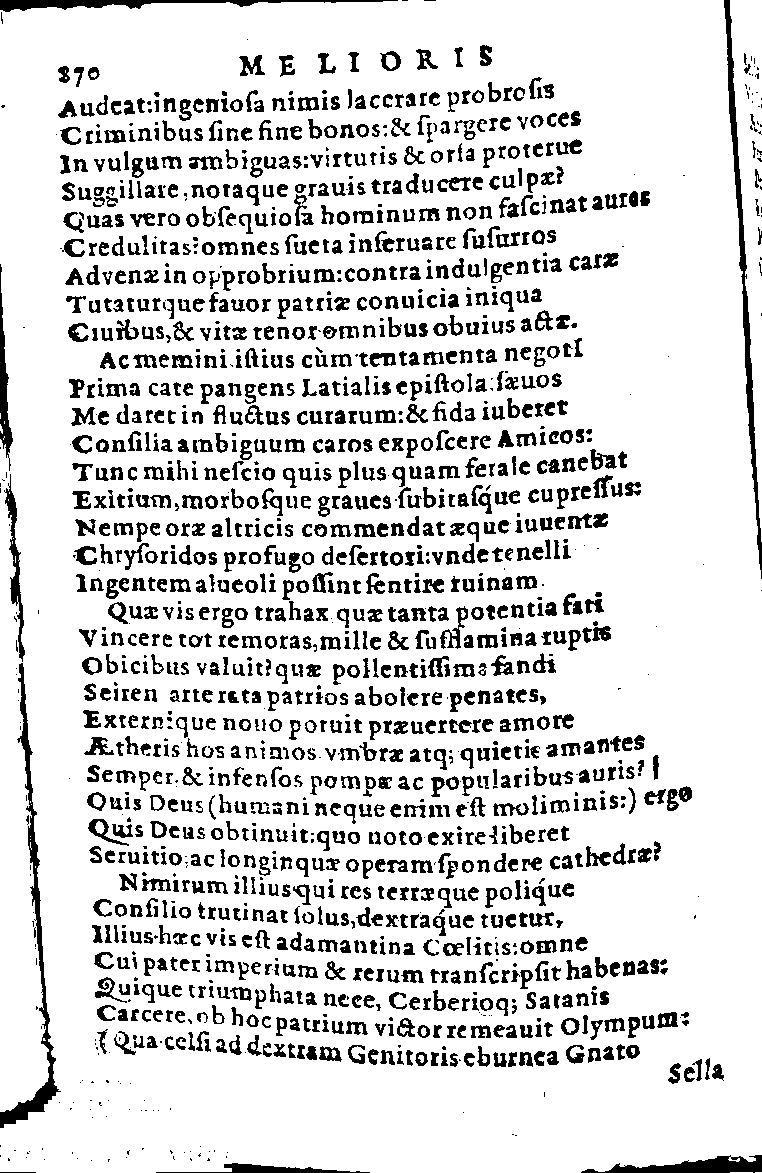 870 MELIORIS
Audeat:ingeniosa nimis lacerare probrosis
Criminibus sine fine bonos:& spargere voces
In vulgum ambiguas:virtutis & orsa proterue
Suggillare,notaque grauis traducere culpæ?
Quas vero obsequiosa hominum non fascinat aures
Credulitas?omnes sueta inseruare susurros
Advenæ in opprobrium:contra indulgentia caræ
Tutaturque fauor patriæ conuicia iniqua
Ciuibus,& vitæ tenor omnibus obuius actæ.
Ac memini istius cùm tentamenta negotI
Prima cate pangens Latialis epistola:sæuos
Me daret in fluctus curarum:& fida iuberet
Consilia ambiguum caros exposcere Amicos:
Tunc mihi nescio quis plus quam ferale canebat
Exitium,morbosque graues subitasq́ue cupressus:
Nempe oræ altricis commendat æque iuuentæ
Chrysoridos profugo desertori:vnde tenelli
Ingentem alueoli possint sentire ruinam.
Quæ vis ergo trahax quæ tanta potentia fati
Vincere tot remoras,mille & sufflamina ruptis
Obicibus valuit?quæ pollentissima fandi
Seiren arte rata patrios abolere penates,
Externique nouo potuit præuertere amore
Ætheris hos animos vmbræ atq; quietis amantes
Semper,& infensos pompæ ac popularibus auris?
Quis Deus (humani neque enim est moliminis:) ergo
Quis Deus obtinuit:quo noto exire liberet
Seruitio:ac longinquæ operam spondere cathedræ?
Nimirum illius qui res terræque poliq́ue
Consilio trutinat solus,dextraq́ue tuetur,
Illius hæc vis est adamantina Cœlitis:omne
Cui pater imperium & rerum transcripsit habenas:
Quique triumphata nece, Cerberioq; Satanis
Carcere,ob hoc patrium victor remeauit Olympum:
(Qua celsi ad dextram Genitoris eburnea Gnato
Sella